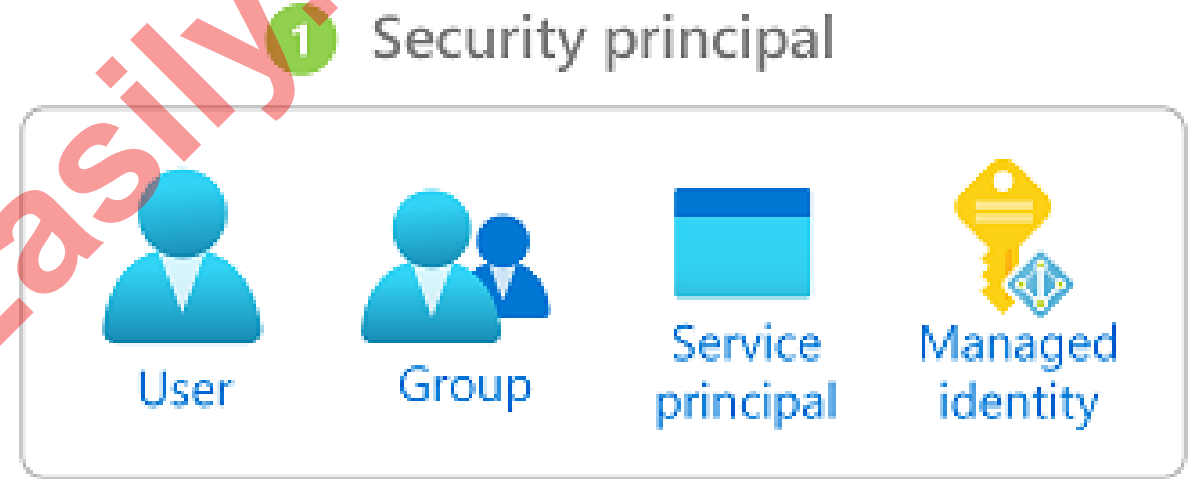 1 Security principal
User
Group
Service
principal
Managed
identity